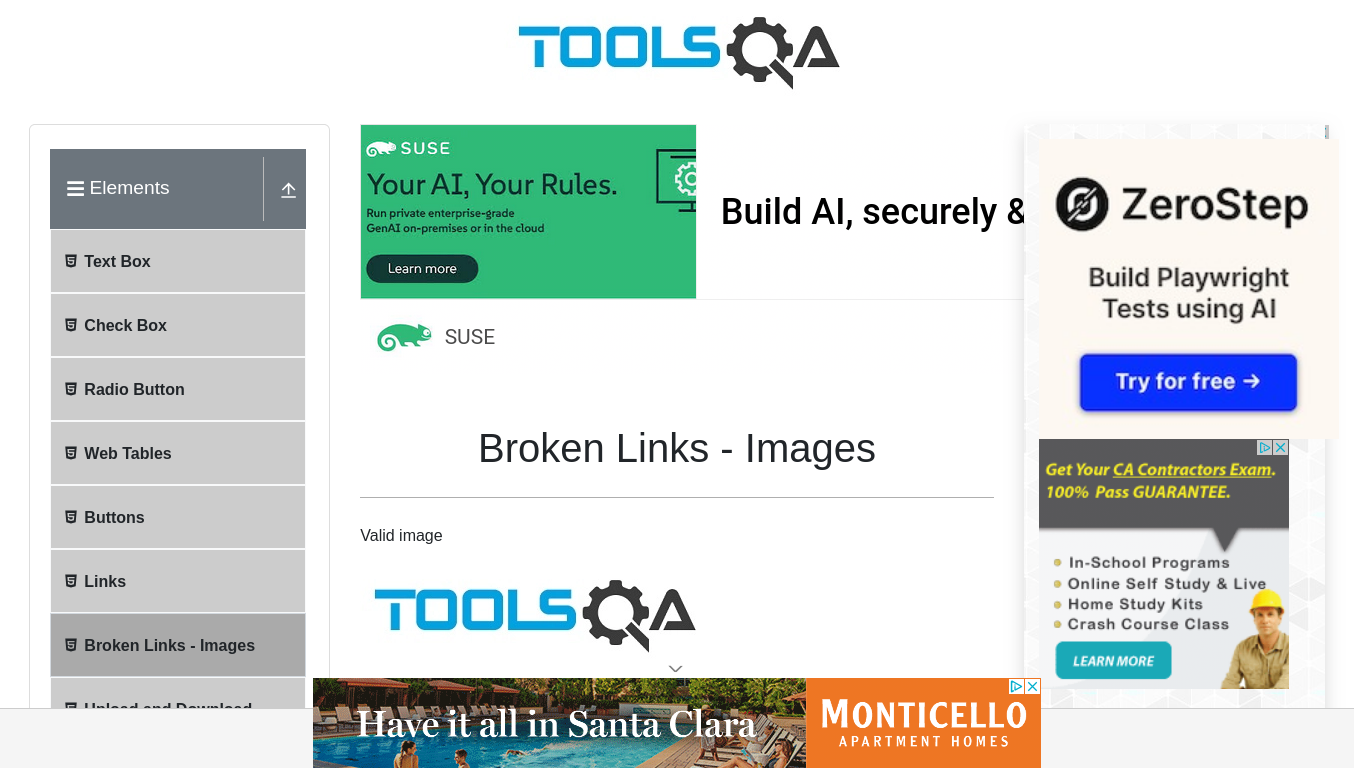 TOOLSQA
Elements
Text Box
Check Box
Radio Button
Web Tables
Buttons
Links
Broken Links - Images
Upload and Download
SUSE
Your AI, Your Rules.
Run private enterprise-grade
GenAI on-premises or in the cloud
Learn more
Build AI, securely &
SUSE
Broken Links - Images
Valid image
TOOLSQA
ZeroStep
Build Playwright
Tests using AI
Try for free →
Get Your CA Contractors Exam.
100% Pass GUARANTEE.
In-School Programs
Online Self Study & Live
Home Study Kits
Crash Course Class
LEARN MORE
Have it all in Santa Clara
MONTICELLO
APARTMENT HOMES